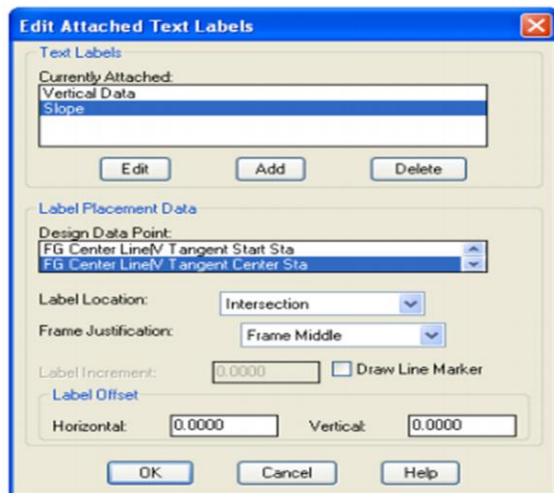 Edit Attached Text Labels
Text Labels
Currently Attached:
Vertical Data
Slope
Edit Add Delete
Label Placement Data
Design Data Point:
FG Center Line|V Tangent Start Sta
FG Center Line|V Tangent Center Sta
Label Location: Intersection
Frame Justification: Frame Middle
Label Increment: 0.0000 Draw Line Marker
Label Offset
Horizontal: 0.0000 Vertical: 0.0000
OK Cancel Help